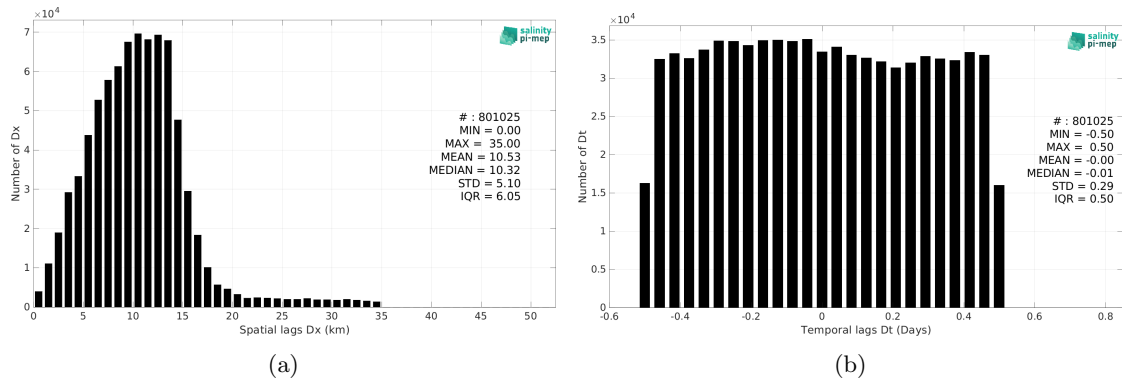 ×10⁴
7
6
5
4
3
2
1
0
Number of Dx
0 5 10 15 20 25 30 35 40 45 50
Spatial lags Dx (km)
salinity
pi-mep
# : 801025
MIN = 0.00
MAX = 35.00
MEAN = 10.53
MEDIAN = 10.32
STD = 5.10
IQR = 6.05
(a)
×10⁴
3.5
3
2.5
2
1.5
1
0.5
0
Number of Dt
-0.6 -0.4 -0.2 0 0.2 0.4 0.6 0.8
Temporal lags Dt (Days)
salinity
pi-mep
# : 801025
MIN = -0.50
MAX = 0.50
MEAN = -0.00
MEDIAN = -0.01
STD = 0.29
IQR = 0.50
(b)